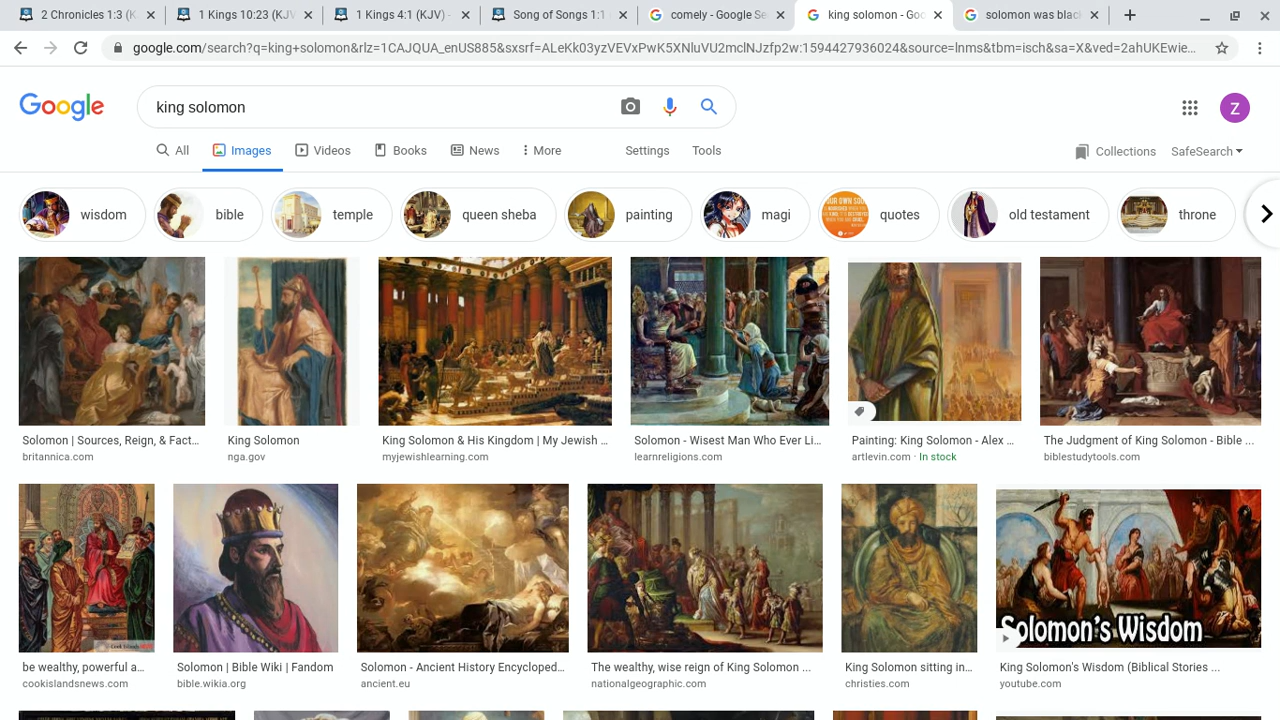 2 Chronicles 1:3 (K
1 Kings 10:23 (KJV
1 Kings 4:1 (KJV) -
Song of Songs 1:1
comely - Google Se
king solomon - Goo
solomon was blac
google.com/search?q=king+solomon&rlz=1CAJQUA_enUS885&sxsrf=ALeKk03yzVEVxPwK5XNluVU2mclNJzfp2w:1594427936024&source=lnms&tbm=isch&sa=X&ved=2ahUKEwie...
Google
king solomon
Z
All
Images
Videos
Books
News
More
Settings
Tools
Collections
SafeSearch
wisdom
bible
temple
queen sheba
painting
magi
quotes
old testament
throne
Solomon | Sources, Reign, & Fact...
britannica.com
King Solomon
nga.gov
King Solomon & His Kingdom | My Jewish ...
myjewishlearning.com
Solomon - Wisest Man Who Ever Li...
learnreligions.com
Painting: King Solomon - Alex ...
artlevin.com · In stock
The Judgment of King Solomon - Bible ...
biblestudytools.com
Solomon's Wisdom
be wealthy, powerful a...
cookislandsnews.com
Solomon | Bible Wiki | Fandom
bible.wikia.org
Solomon - Ancient History Encycloped...
ancient.eu
The wealthy, wise reign of King Solomon ...
nationalgeographic.com
King Solomon sitting in...
christies.com
King Solomon's Wisdom (Biblical Stories ...
youtube.com